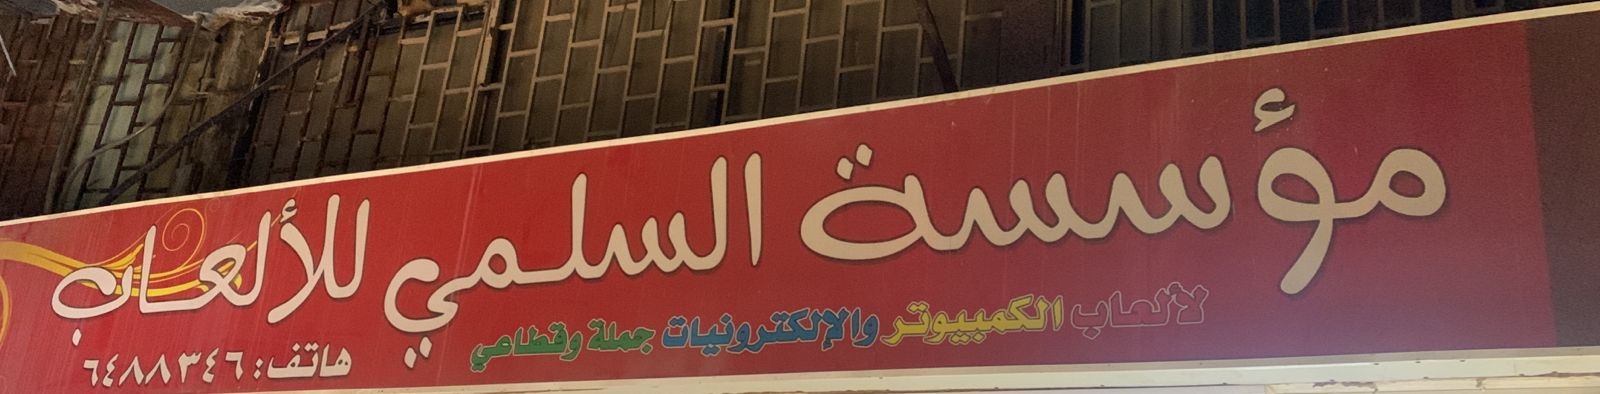 مؤسسة السلمي للألعاب
لألعاب الكمبيوتر والإلكترونيات جملة وقطاعي
هاتف: ٦٤٨٨٣٤٦